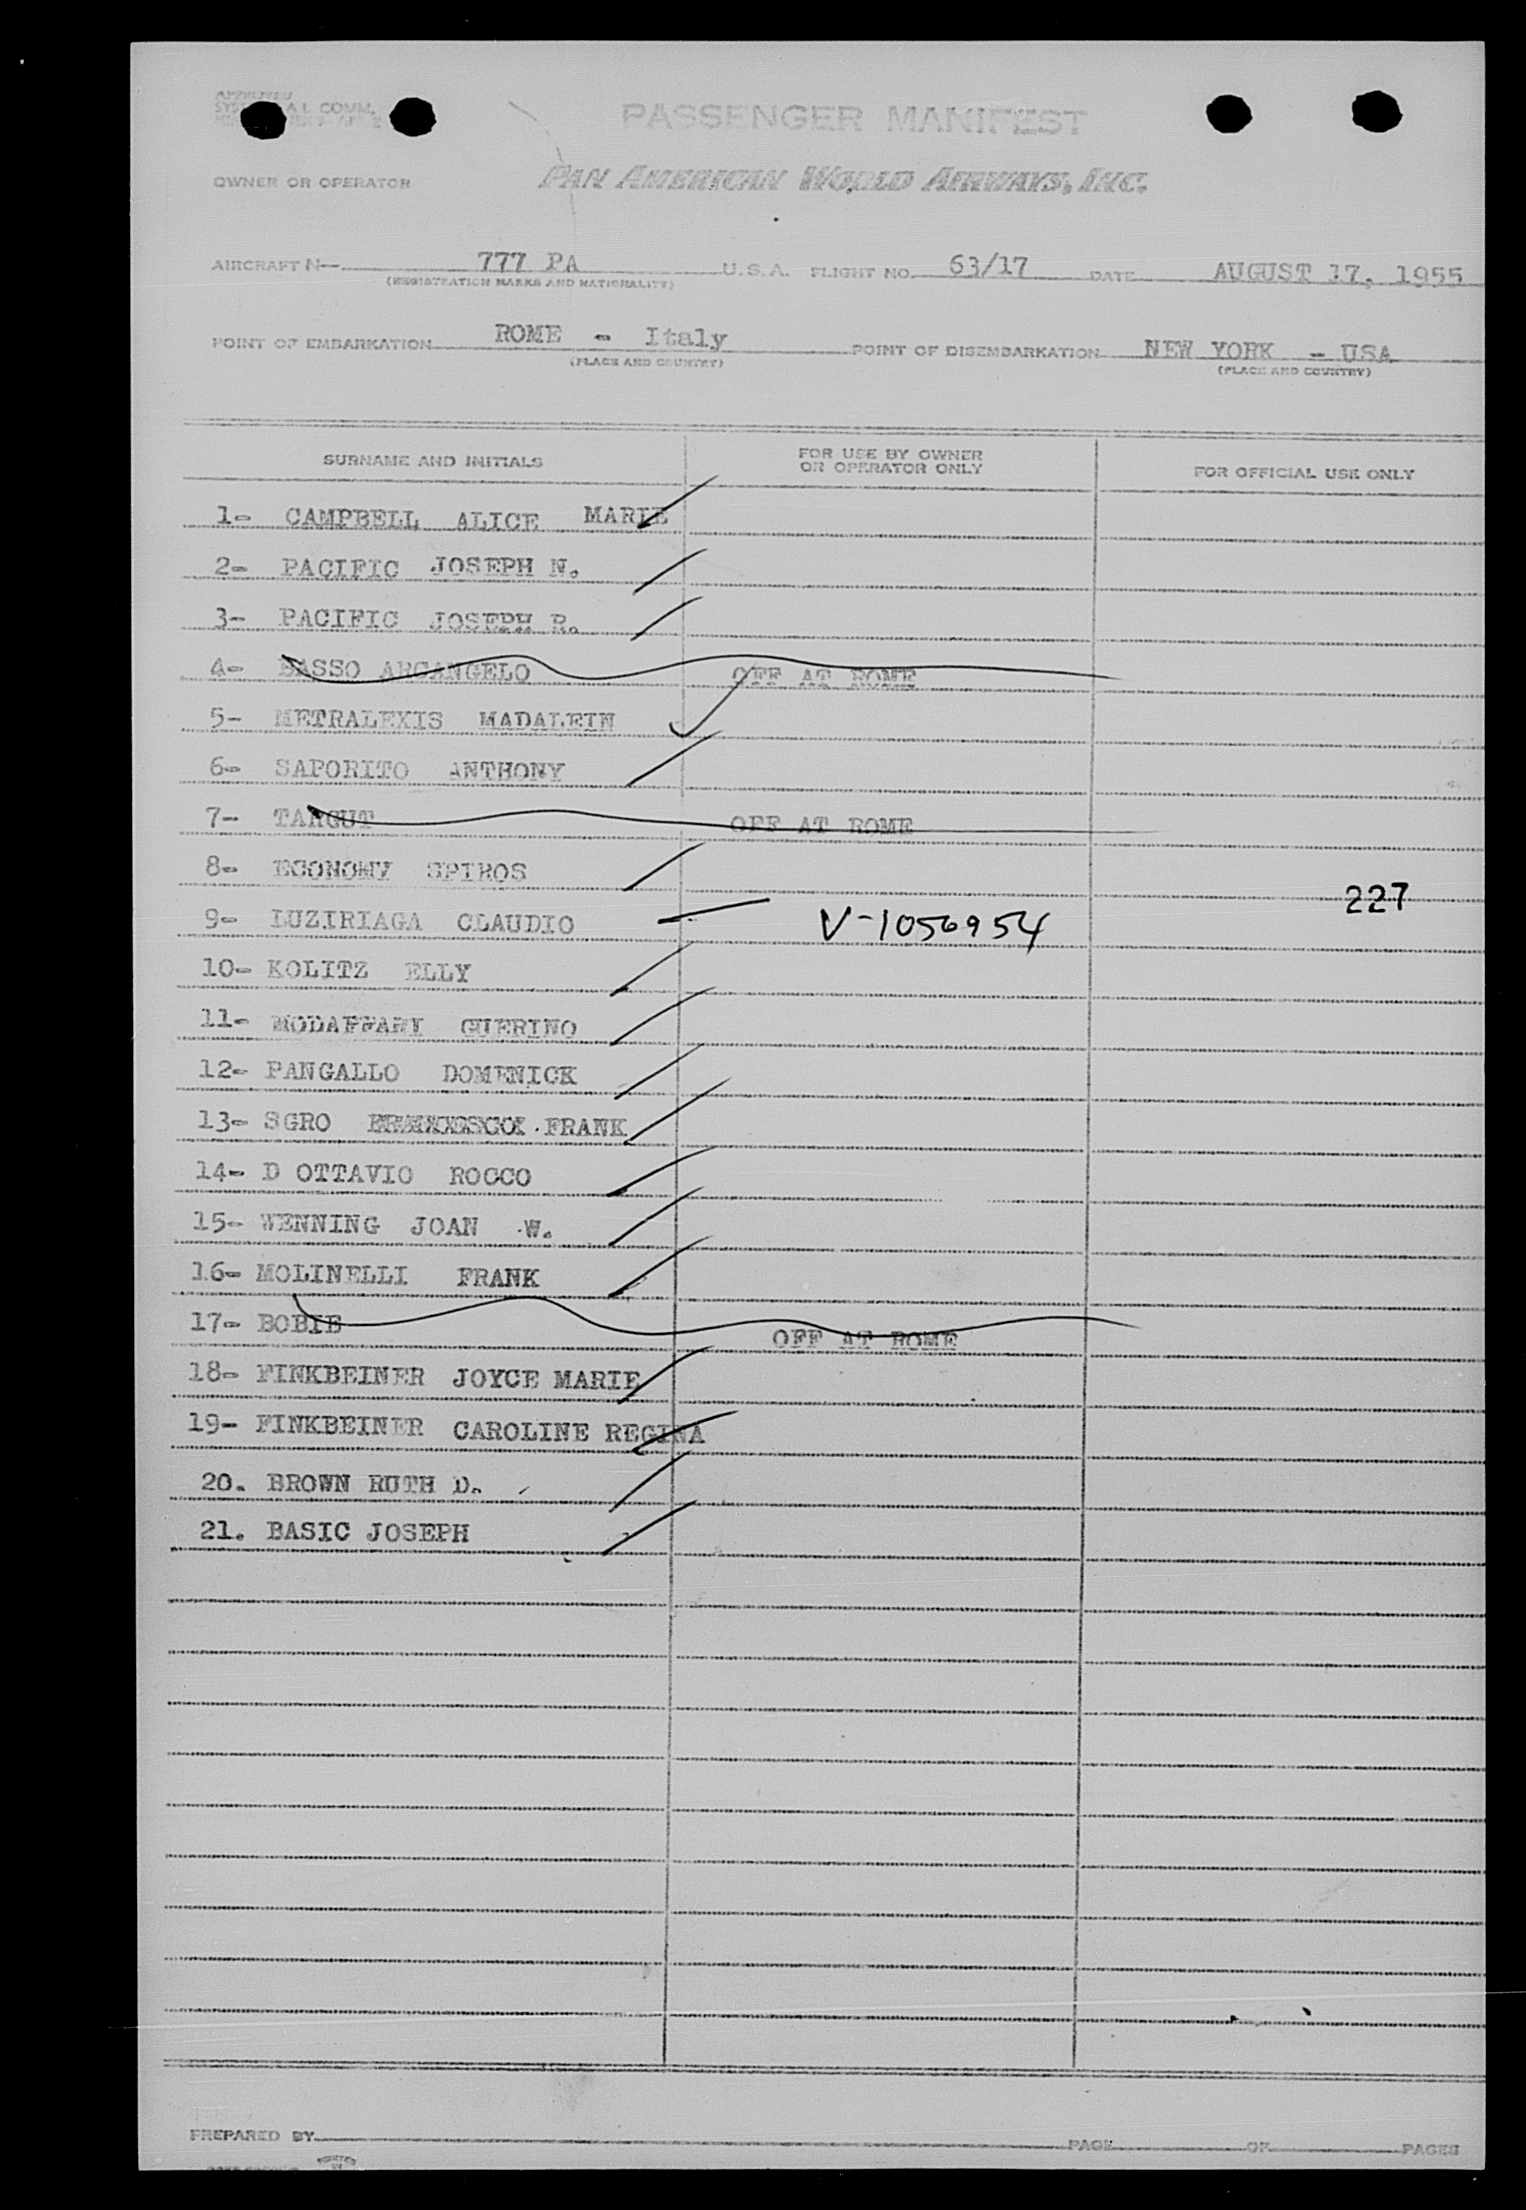 APPROVED
PASSENGER MANIFEST
OWNER OR OPERATOR PAN AMERICAN WORLD AIRWAYS, INC.
AIRCRAFT N- 777 PA U.S.A. FLIGHT NO. 63/17 DATE AUGUST 17, 1955
(REGISTRATION MARKS AND NATIONALITY)
POINT OF EMBARKATION ROME - Italy POINT OF DISEMBARKATION NEW YORK - USA
(PLACE AND COUNTRY) (PLACE AND COUNTRY)
SURNAME AND INITIALS FOR USE BY OWNER OR OPERATOR ONLY FOR OFFICIAL USE ONLY
1- CAMPBELL ALICE MARIE
2- PACIFIC JOSEPH N.
3- PACIFIC JOSEPH R.
4- BASSO ARCANGELO OFF AT ROME
5- METRALEXIS MADALEIN
6- SAPORITO ANTHONY
7- TARGUT OFF AT ROME
8- ECONOMY SPIROS
9- LUZIRIAGA CLAUDIO V-1056954 227
10- KOLITZ ELLY
11- MODAFFARI GUERINO
12- PANGALLO DOMENICK
13- SGRO FRANK
14- D OTTAVIO ROCCO
15- WENNING JOAN W.
16- MOLINELLI FRANK
17- BOBIE OFF AT ROME
18- FINKBEINER JOYCE MARIE
19- FINKBEINER CAROLINE REGINA
20. BROWN RUTH D.
21. BASIC JOSEPH
PREPARED BY PAGE OF PAGES